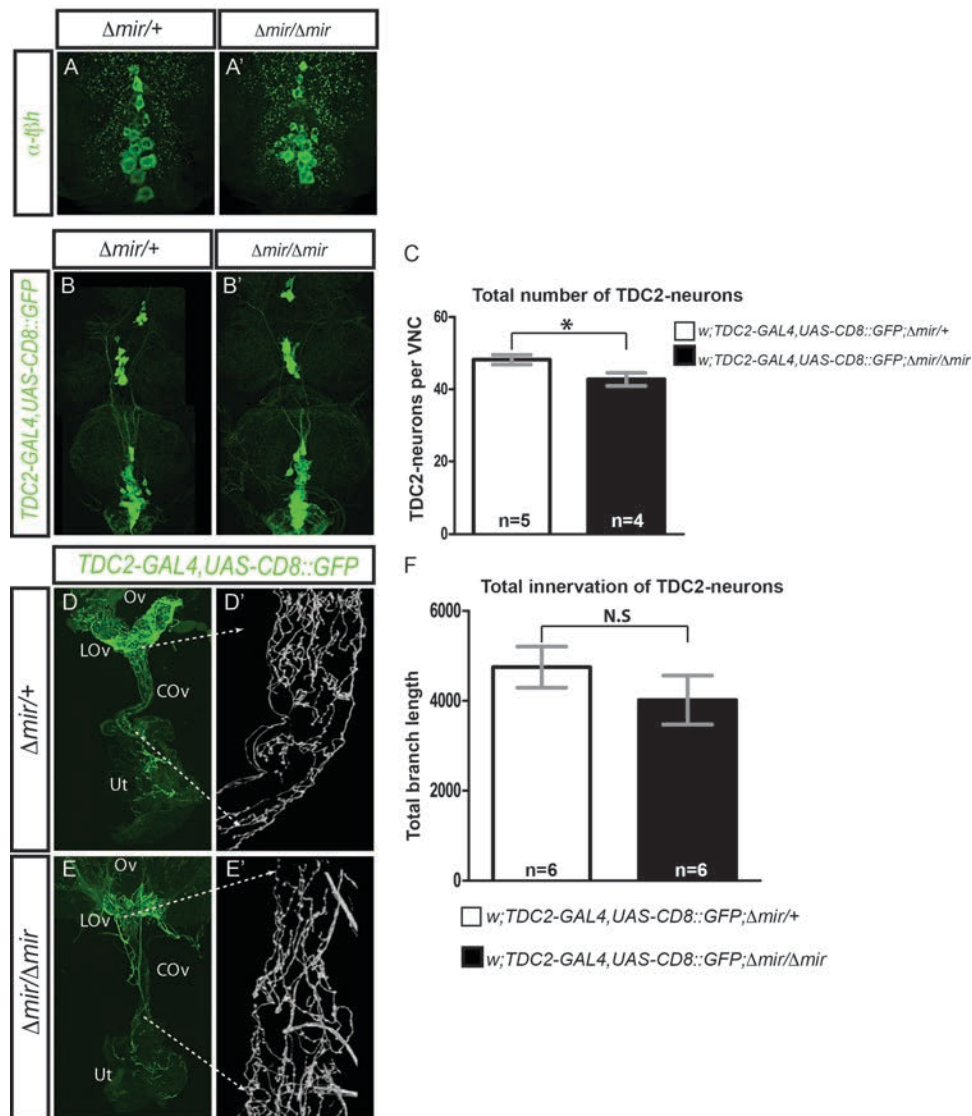 Δmir/+
Δmir/Δmir
α-tβh
A
A'
Δmir/+
Δmir/Δmir
TDC2-GAL4,UAS-CD8::GFP
B
B'
C
Total number of TDC2-neurons
TDC2-neurons per VNC
60
40
20
0
*
n=5
n=4
w;TDC2-GAL4,UAS-CD8::GFP;Δmir/+
w;TDC2-GAL4,UAS-CD8::GFP;Δmir/Δmir
TDC2-GAL4,UAS-CD8::GFP
Δmir/+
D
Ov
LOv
COv
Ut
D'
Δmir/Δmir
E
Ov
LOv
COv
Ut
E'
F
Total innervation of TDC2-neurons
Total branch length
6000
4000
2000
0
N.S
n=6
n=6
w;TDC2-GAL4,UAS-CD8::GFP;Δmir/+
w;TDC2-GAL4,UAS-CD8::GFP;Δmir/Δmir